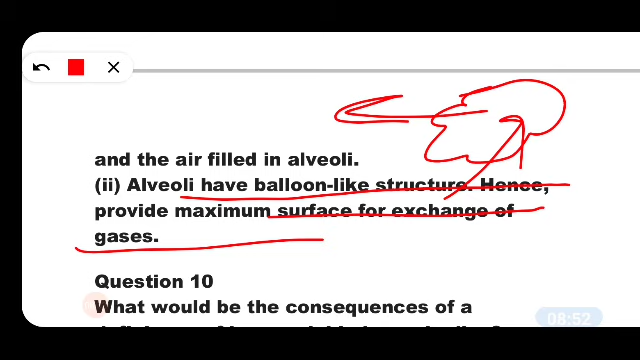 and the air filled in alveoli.
(ii) Alveoli have balloon-like structure. Hence,
provide maximum surface for exchange of
gases.
Question 10
What would be the consequences of a
08:52